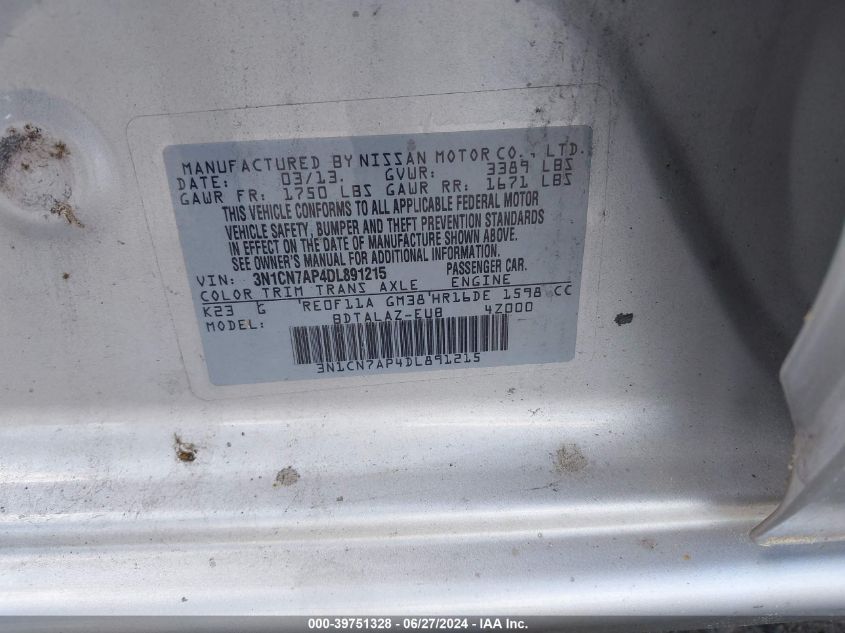 MANUFACTURED BY NISSAN MOTOR CO., LTD.
DATE: 03/13. GVWR: 3389 LBS
GAWR FR: 1750 LBS GAWR RR: 1671 LBS
THIS VEHICLE CONFORMS TO ALL APPLICABLE FEDERAL MOTOR
VEHICLE SAFETY, BUMPER AND THEFT PREVENTION STANDARDS
IN EFFECT ON THE DATE OF MANUFACTURE SHOWN ABOVE.
SEE OWNER'S MANUAL FOR ADDITIONAL INFORMATION.
VIN: 3N1CN7AP4DL891215 PASSENGER CAR.
COLOR TRIM TRANS AXLE ENGINE
K23 G RE0F11A GM38 HR16DE 1598 CC
MODEL: BDTALAZ-EUB 4Z000
3N1CN7AP4DL891215
000-39751328 - 06/27/2024 - IAA Inc.